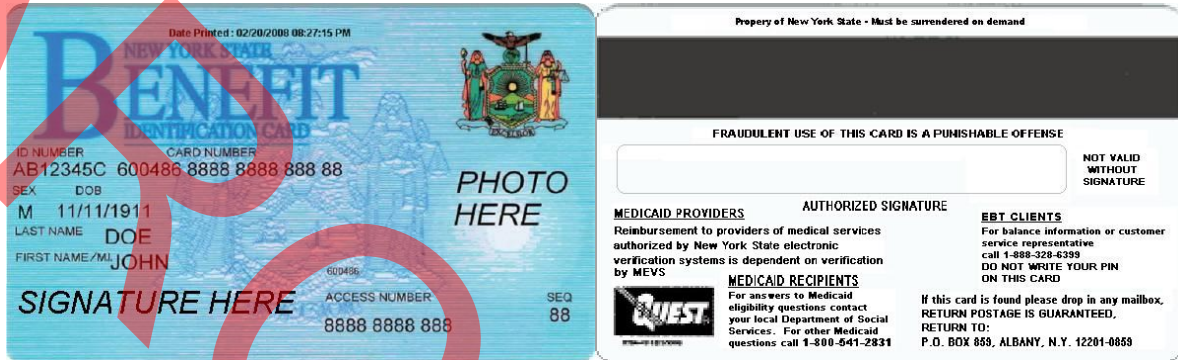 Date Printed : 02/20/2008 08:27:15 PM
NEW YORK STATE
BENEFIT
IDENTIFICATION CARD
EXCELSIOR
ID NUMBER CARD NUMBER
AB12345C 600486 8888 8888 888 88
SEX DOB
M 11/11/1911
LAST NAME DOE
FIRST NAME/M.I. JOHN
PHOTO
HERE
600486
SIGNATURE HERE
ACCESS NUMBER SEQ
8888 8888 888 88
Propery of New York State - Must be surrendered on demand
FRAUDULENT USE OF THIS CARD IS A PUNISHABLE OFFENSE
NOT VALID
WITHOUT
SIGNATURE
AUTHORIZED SIGNATURE
MEDICAID PROVIDERS
Reimbursement to providers of medical services
authorized by New York State electronic
verification systems is dependent on verification
by MEVS
EBT CLIENTS
For balance information or customer
service representative
call 1-888-328-6399
DO NOT WRITE YOUR PIN
ON THIS CARD
QUEST
MEDICAID RECIPIENTS
For answers to Medicaid
eligibility questions contact
your local Department of Social
Services. For other Medicaid
questions call 1-800-541-2831
If this card is found please drop in any mailbox,
RETURN POSTAGE IS GUARANTEED,
RETURN TO:
P.O. BOX 859, ALBANY, N.Y. 12201-0859